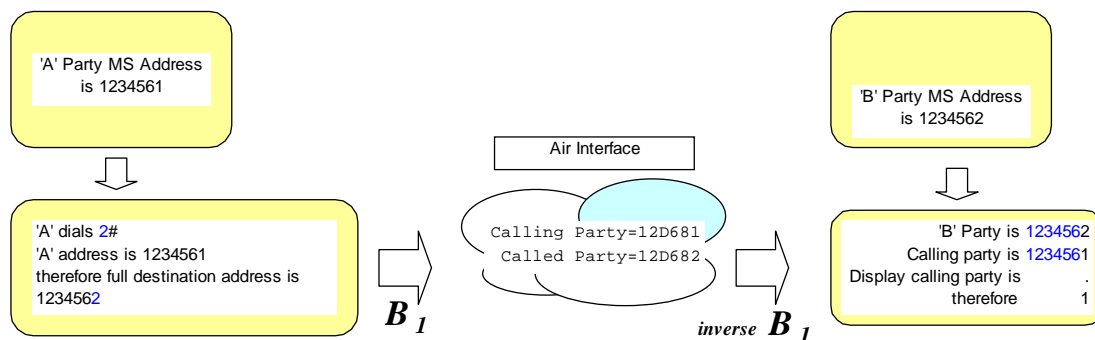 'A' Party MS Address
is 1234561
'B' Party MS Address
is 1234562
Air Interface
'A' dials 2#
'A' address is 1234561
therefore full destination address is
1234562
B1
Calling Party=12D681
Called Party=12D682
inverse B1
'B' Party is 1234562
Calling party is 1234561
Display calling party is .
therefore 1